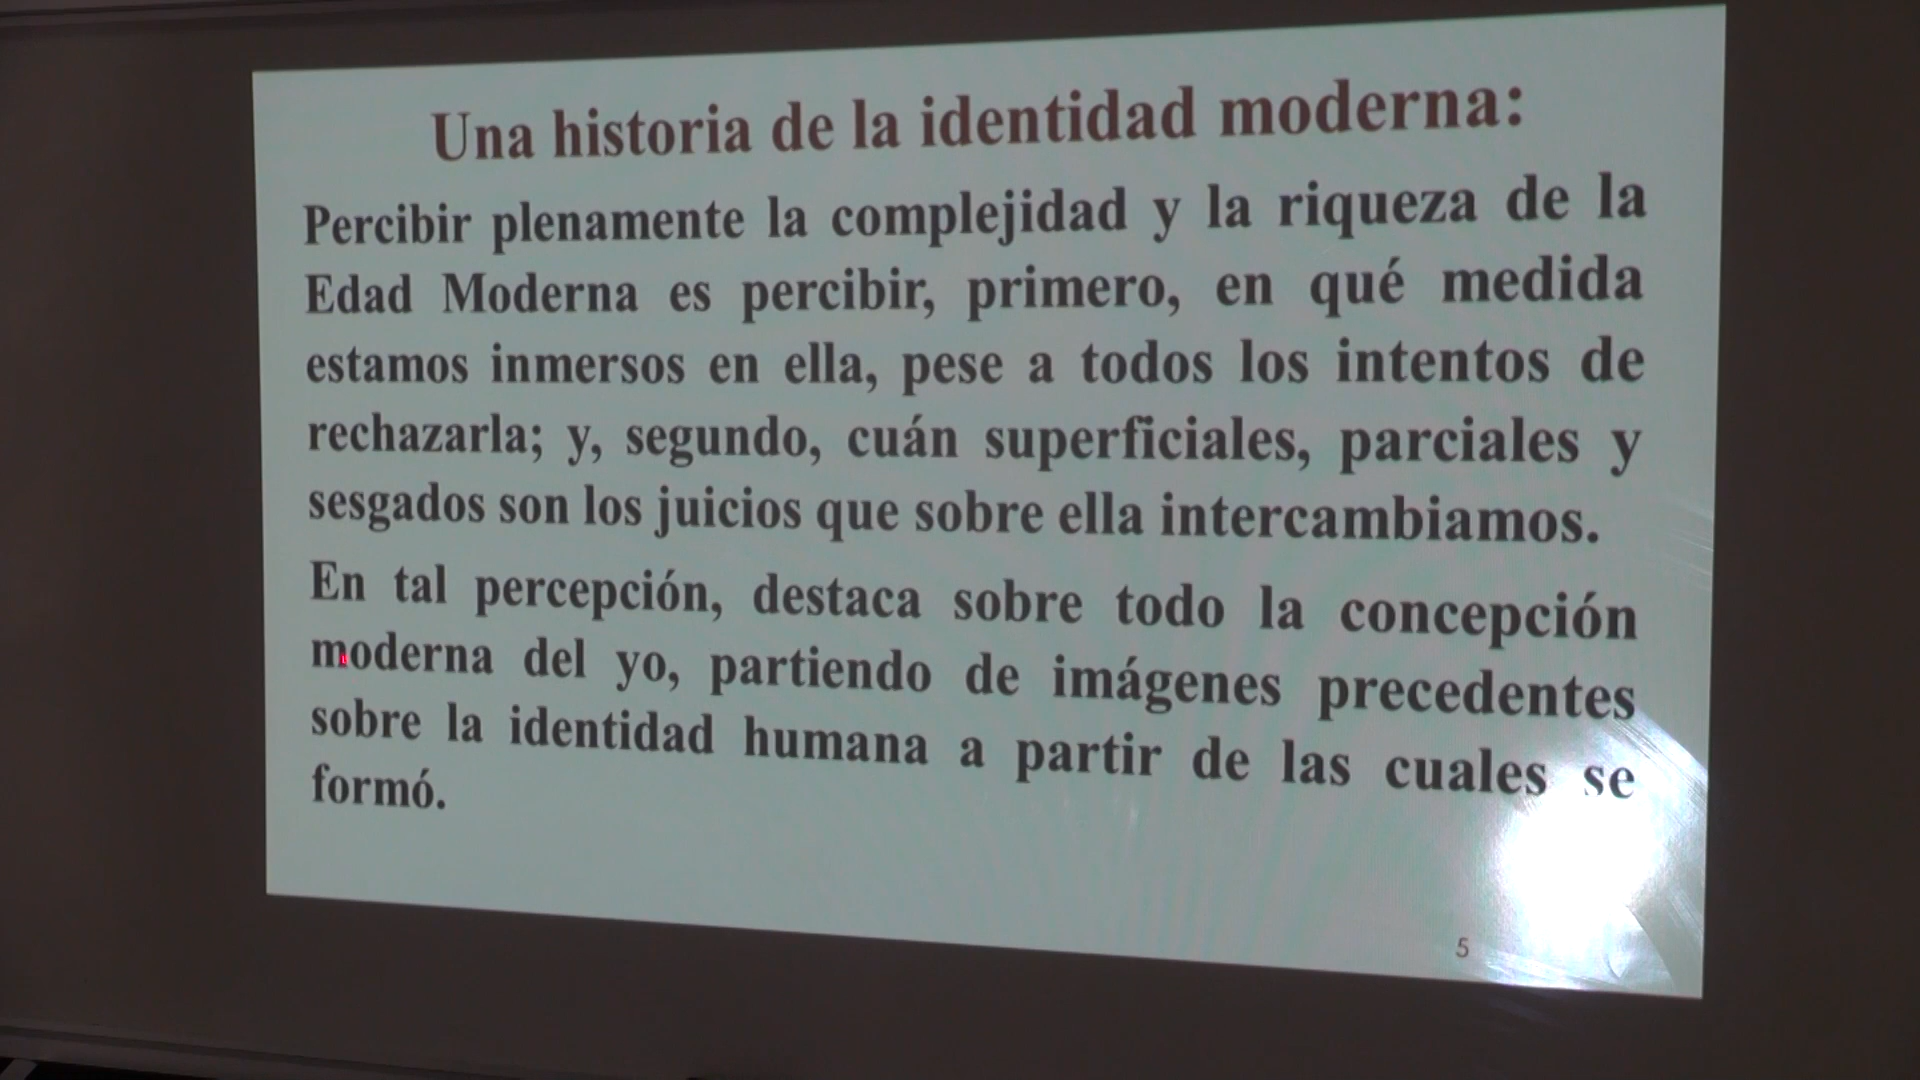 Una historia de la identidad moderna:
Percibir plenamente la complejidad y la riqueza de la
Edad Moderna es percibir, primero, en qué medida
estamos inmersos en ella, pese a todos los intentos de
rechazarla; y, segundo, cuán superficiales, parciales y
sesgados son los juicios que sobre ella intercambiamos.
En tal percepción, destaca sobre todo la concepción
moderna del yo, partiendo de imágenes precedentes
sobre la identidad humana a partir de las cuales se
formó.
5